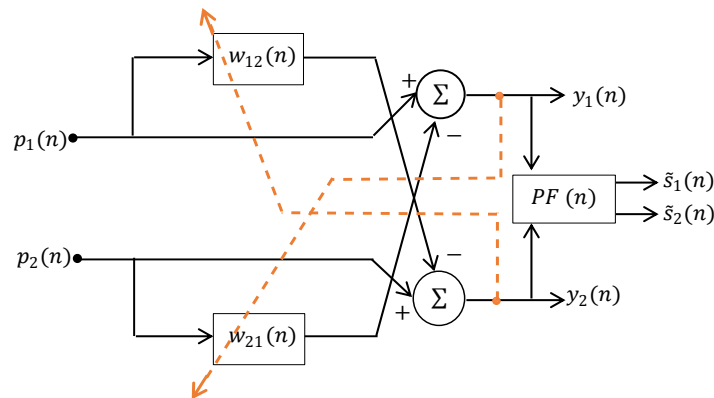 w₁₂(n)
+
Σ
y₁(n)
p₁(n)
−
PF (n)
s̃₁(n)
s̃₂(n)
p₂(n)
−
Σ
y₂(n)
+
w₂₁(n)